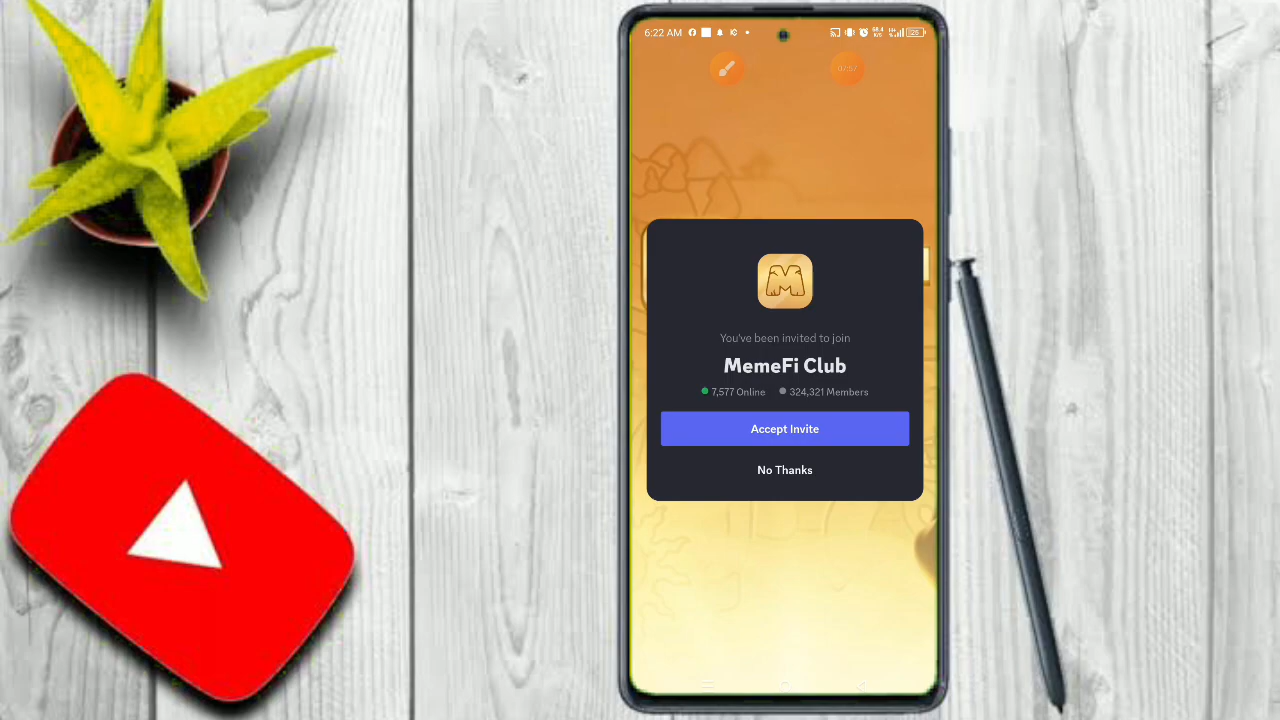 6:22 AM
You've been invited to join
MemeFi Club
7,577 Online 324,321 Members
Accept Invite
No Thanks